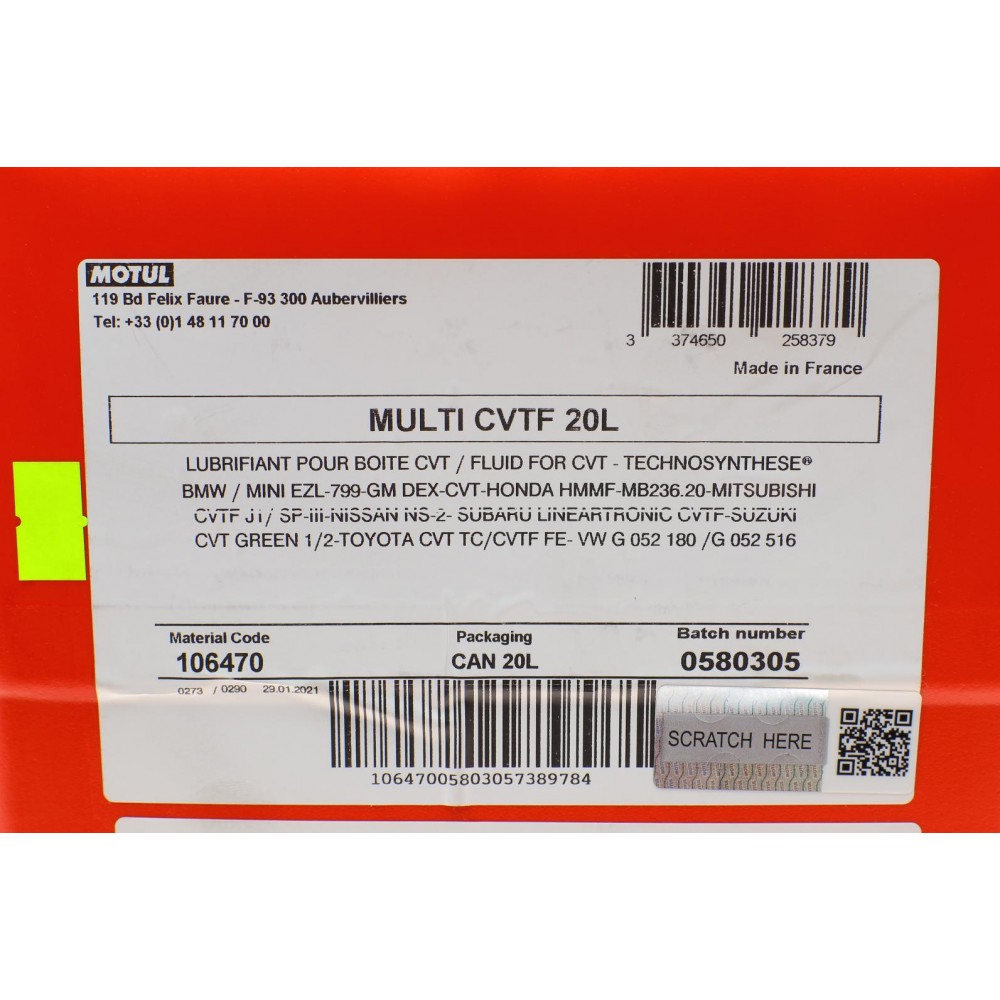 MOTUL
119 Bd Felix Faure - F-93 300 Aubervilliers
Tel: +33 (0)1 48 11 70 00
3 374650 258379
Made in France
MULTI CVTF 20L
LUBRIFIANT POUR BOITE CVT / FLUID FOR CVT - TECHNOSYNTHESE®
BMW / MINI EZL-799-GM DEX-CVT-HONDA HMMF-MB236.20-MITSUBISHI
CVTF J1/ SP-III-NISSAN NS-2- SUBARU LINEARTRONIC CVTF-SUZUKI
CVT GREEN 1/2-TOYOTA CVT TC/CVTF FE- VW G 052 180 /G 052 516
Material Code Packaging Batch number
106470 CAN 20L 0580305
0273 / 0290 29.01.2021
10647005803057389784
SCRATCH HERE